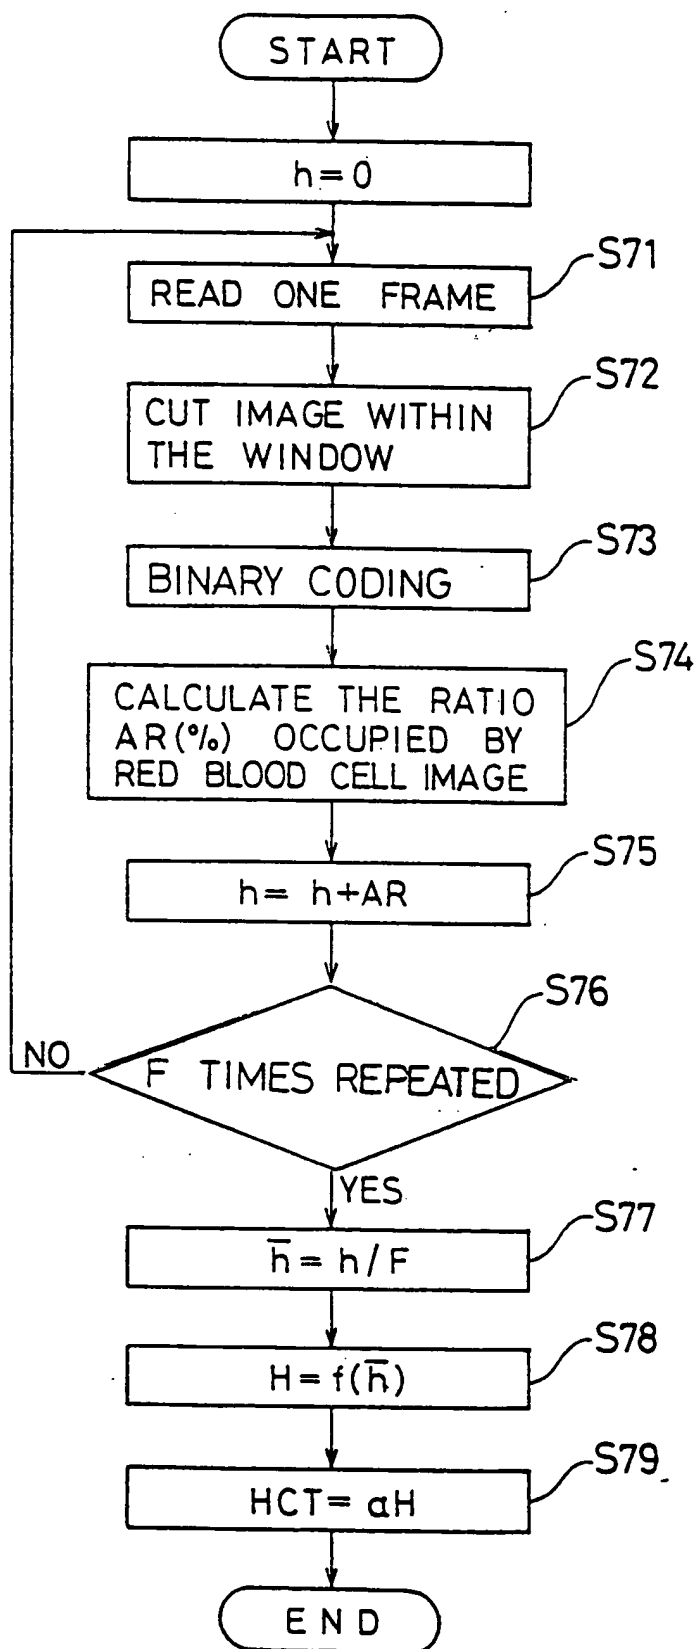 START
h=0
S71
READ ONE FRAME
S72
CUT IMAGE WITHIN
THE WINDOW
S73
BINARY CODING
S74
CALCULATE THE RATIO
AR(%) OCCUPIED BY
RED BLOOD CELL IMAGE
S75
h= h+AR
S76
NO
F TIMES REPEATED
YES
S77
h̅=h/F
S78
H=f(h̅)
S79
HCT= αH
END